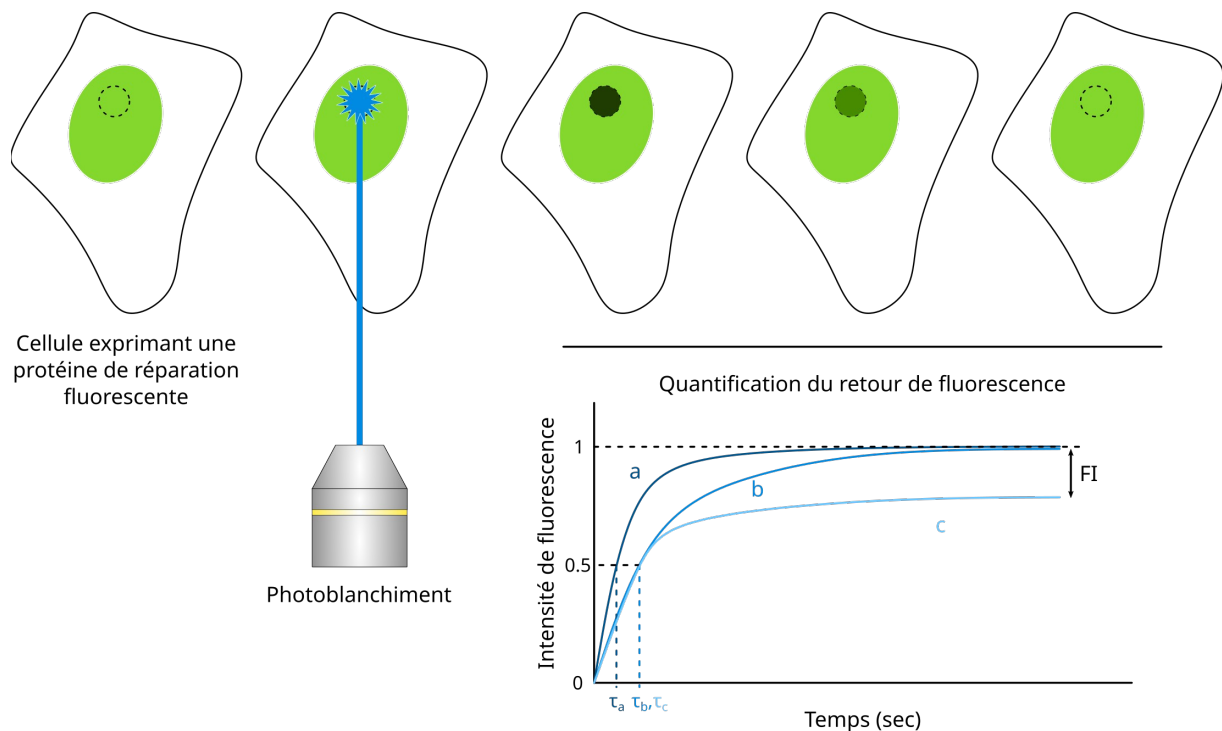 Cellule exprimant une
protéine de réparation
fluorescente
Photoblanchiment
Quantification du retour de fluorescence
Intensité de fluorescence
1
0.5
0
a
b
c
FI
τa τb,τc
Temps (sec)